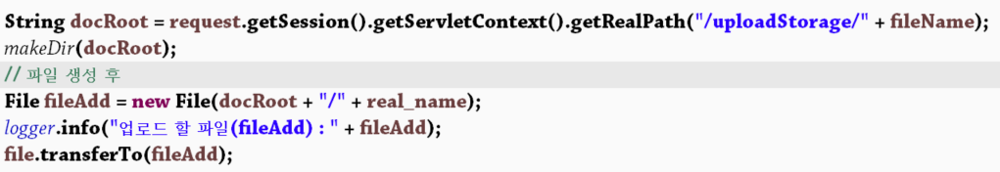 String docRoot = request.getSession().getServletContext().getRealPath("/uploadStorage/" + fileName);
makeDir(docRoot);
// 파일 생성 후
File fileAdd = new File(docRoot + "/" + real_name);
logger.info("업로드 할 파일(fileAdd) : " + fileAdd);
file.transferTo(fileAdd);